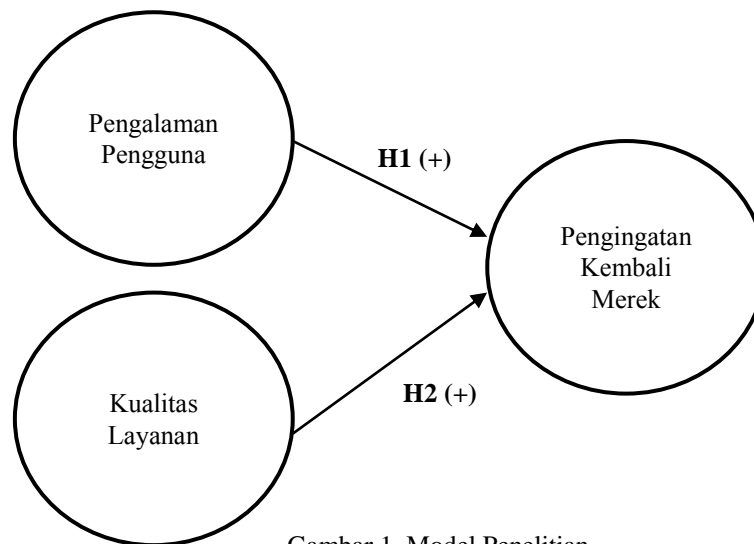 Pengalaman
Pengguna
H1 (+)
Pengingatan
Kembali
Merek
Kualitas
Layanan
H2 (+)
Gambar 1. Model Penelitian